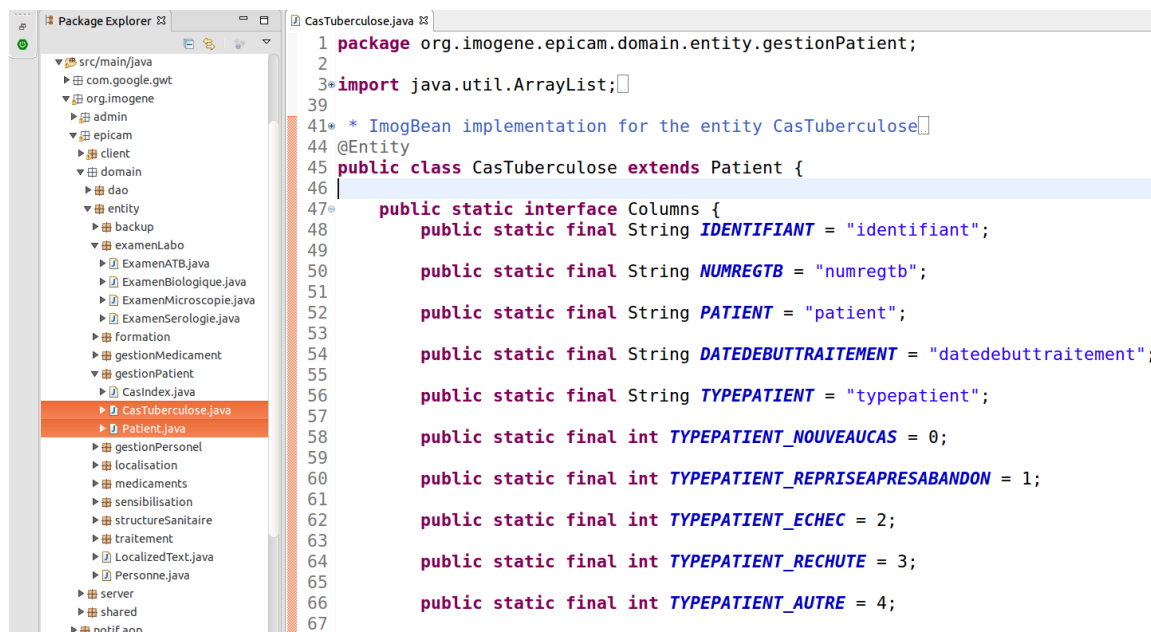 Package Explorer
src/main/java
com.google.gwt
org.imogene
admin
epicam
client
domain
dao
entity
backup
examenLabo
ExamenATB.java
ExamenBiologique.java
ExamenMicroscopie.java
ExamenSerologie.java
formation
gestionMedicament
gestionPatient
CasIndex.java
CasTuberculose.java
Patient.java
gestionPersonel
localisation
medicaments
sensibilisation
structureSanitaire
traitement
LocalizedText.java
Personne.java
server
shared
notif.aop
CasTuberculose.java
1 package org.imogene.epicam.domain.entity.gestionPatient;
2
3 import java.util.ArrayList;
39
41 * ImogBean implementation for the entity CasTuberculose
44 @Entity
45 public class CasTuberculose extends Patient {
46
47 public static interface Columns {
48 public static final String IDENTIFIANT = "identifiant";
49
50 public static final String NUMREGTB = "numregtb";
51
52 public static final String PATIENT = "patient";
53
54 public static final String DATEDEBUTTRAITEMENT = "datedebuttraitement";
55
56 public static final String TYPEPATIENT = "typepatient";
57
58 public static final int TYPEPATIENT_NOUVEAUCAS = 0;
59
60 public static final int TYPEPATIENT_REPRISEAPRESABANDON = 1;
61
62 public static final int TYPEPATIENT_ECHEC = 2;
63
64 public static final int TYPEPATIENT_RECHUTE = 3;
65
66 public static final int TYPEPATIENT_AUTRE = 4;
67